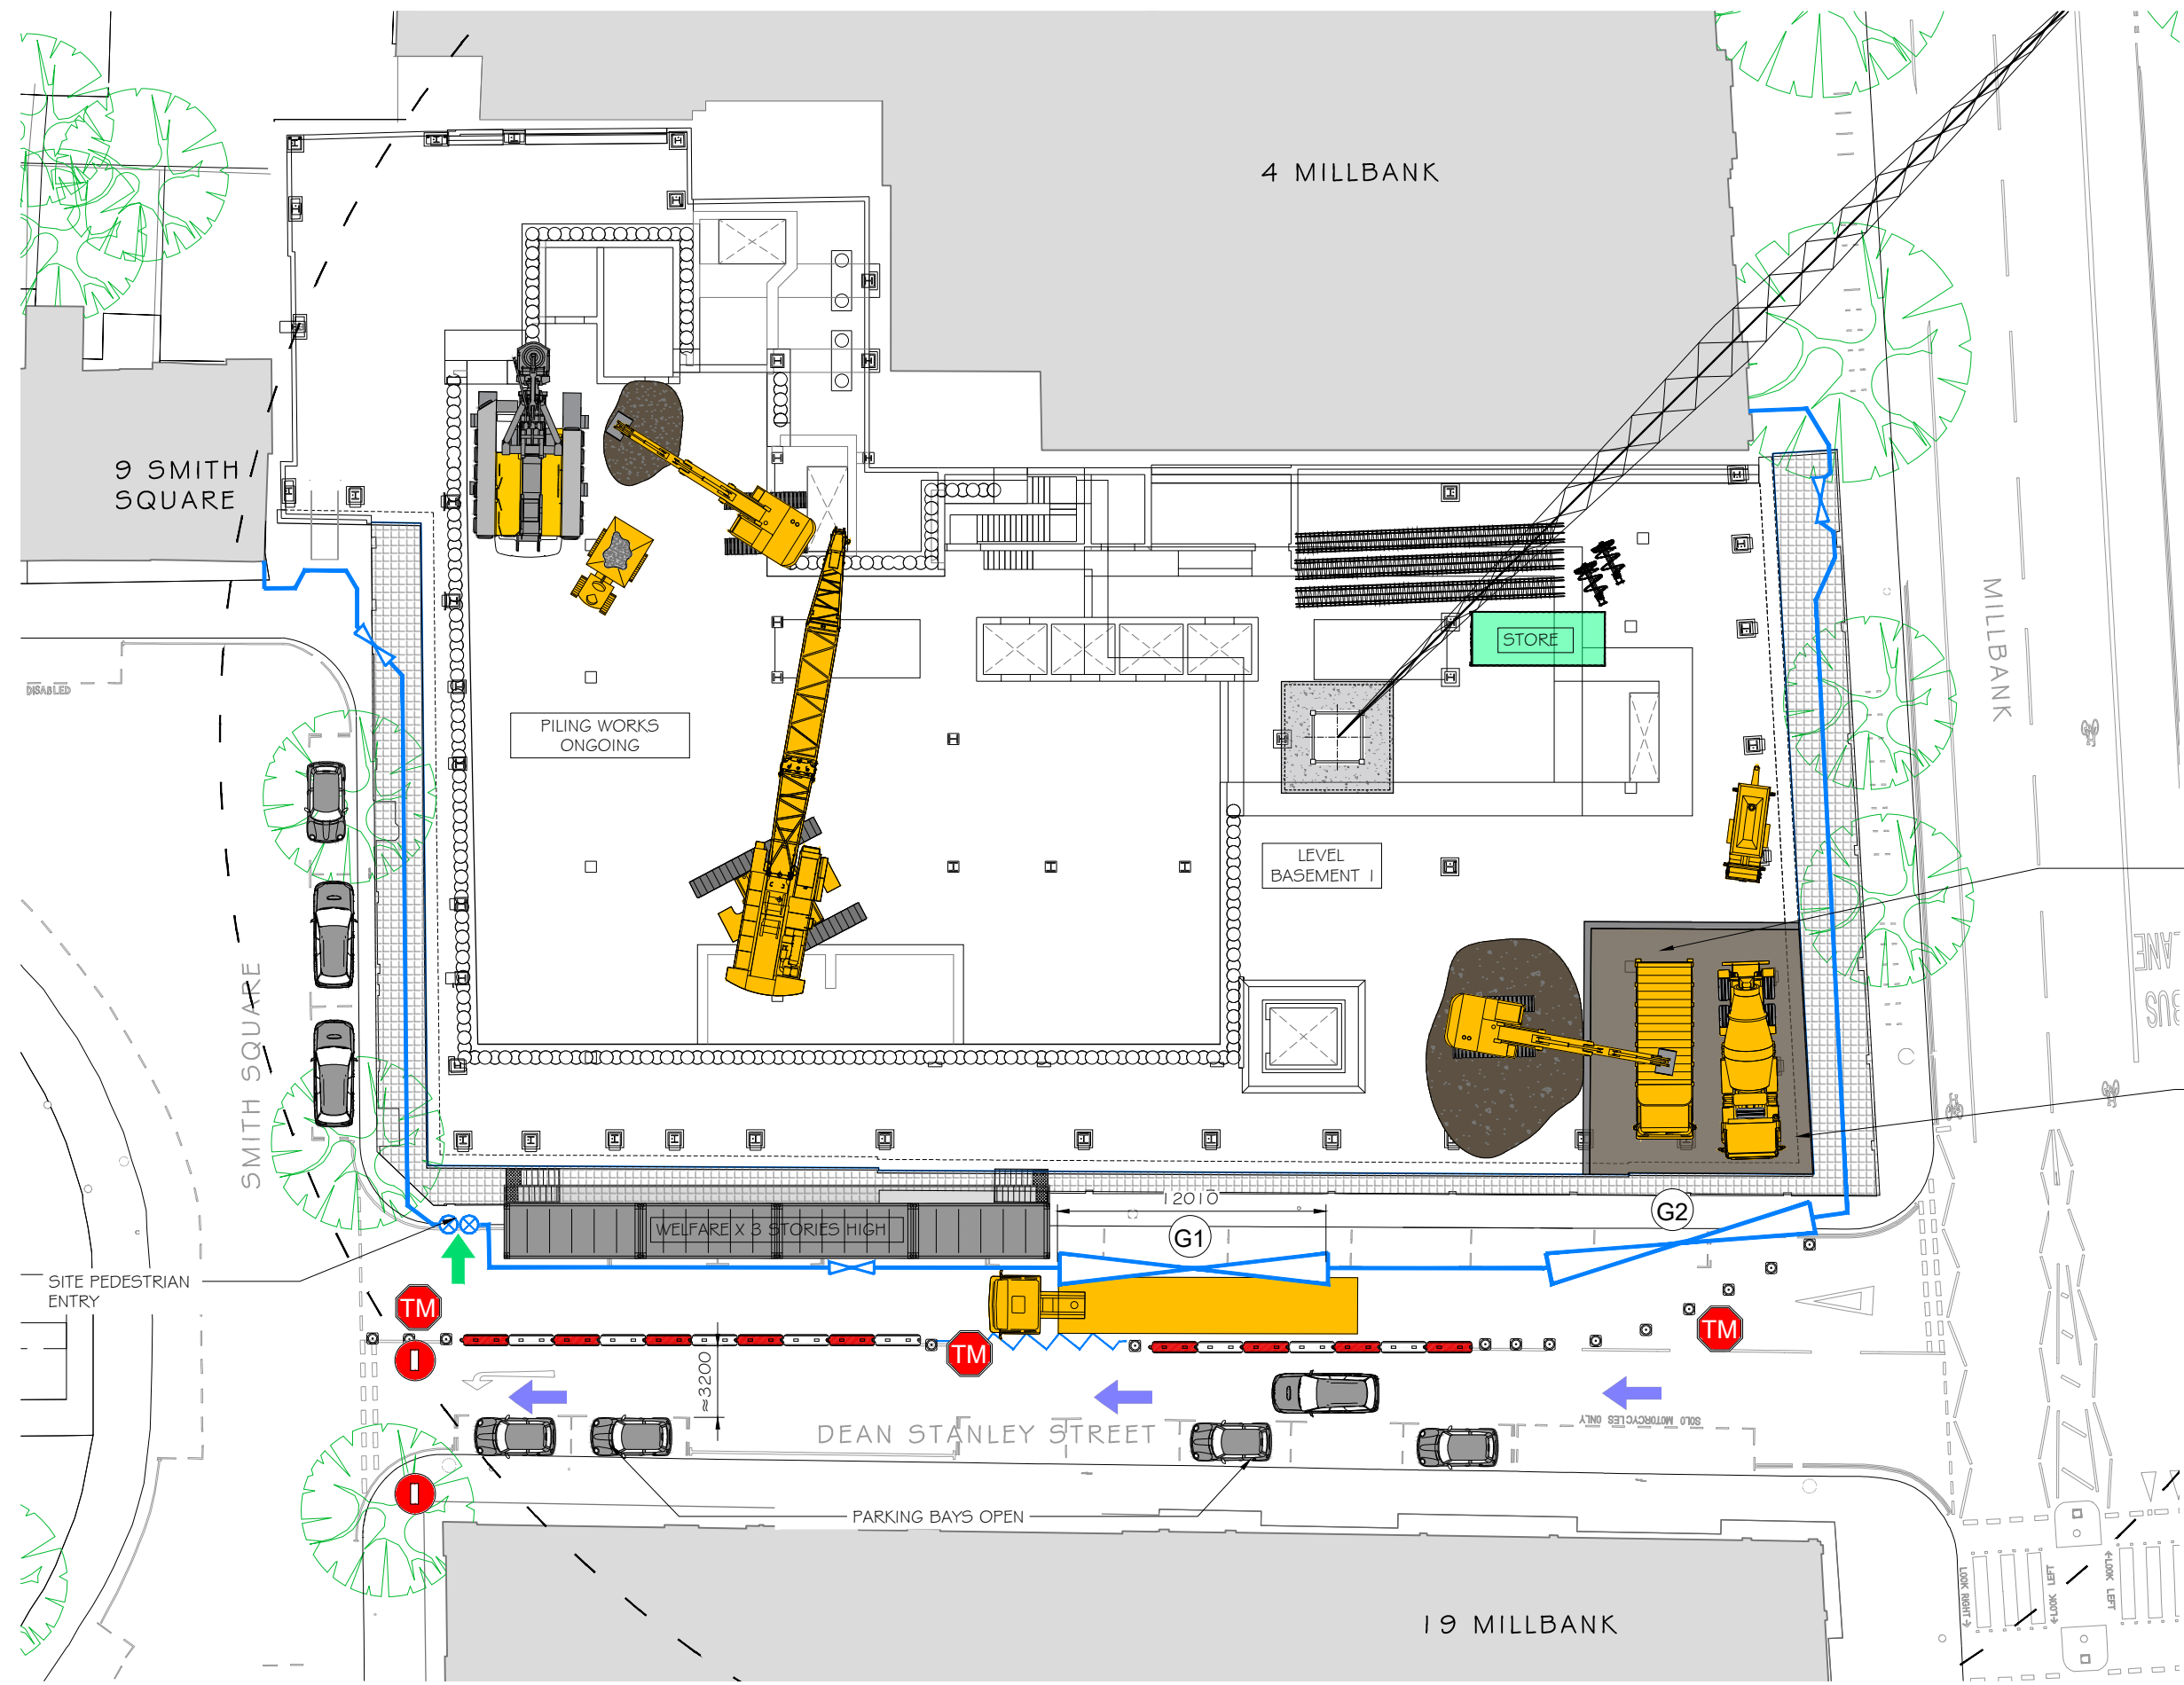 4 MILLBANK
9 SMITH
SQUARE
DISABLED
STORE
MILLBANK
PILING WORKS
ONGOING
LEVEL
BASEMENT 1
LANE
BUS
SMITH SQUARE
12010
G2
WELFARE X 3 STORIES HIGH
G1
SITE PEDESTRIAN
ENTRY
TM
TM
TM
≈3200
SOLO MOTORCYCLES ONLY
DEAN STANLEY STREET
PARKING BAYS OPEN
LOOK RIGHT→
←LOOK LEFT
←LOOK LEFT
19 MILLBANK